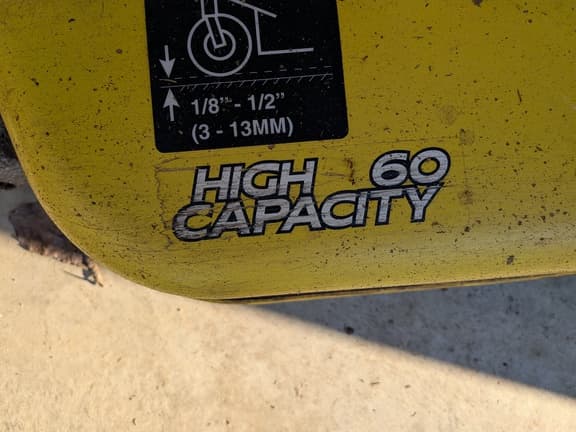 1/8" - 1/2"
(3 - 13MM)
HIGH 60
CAPACITY